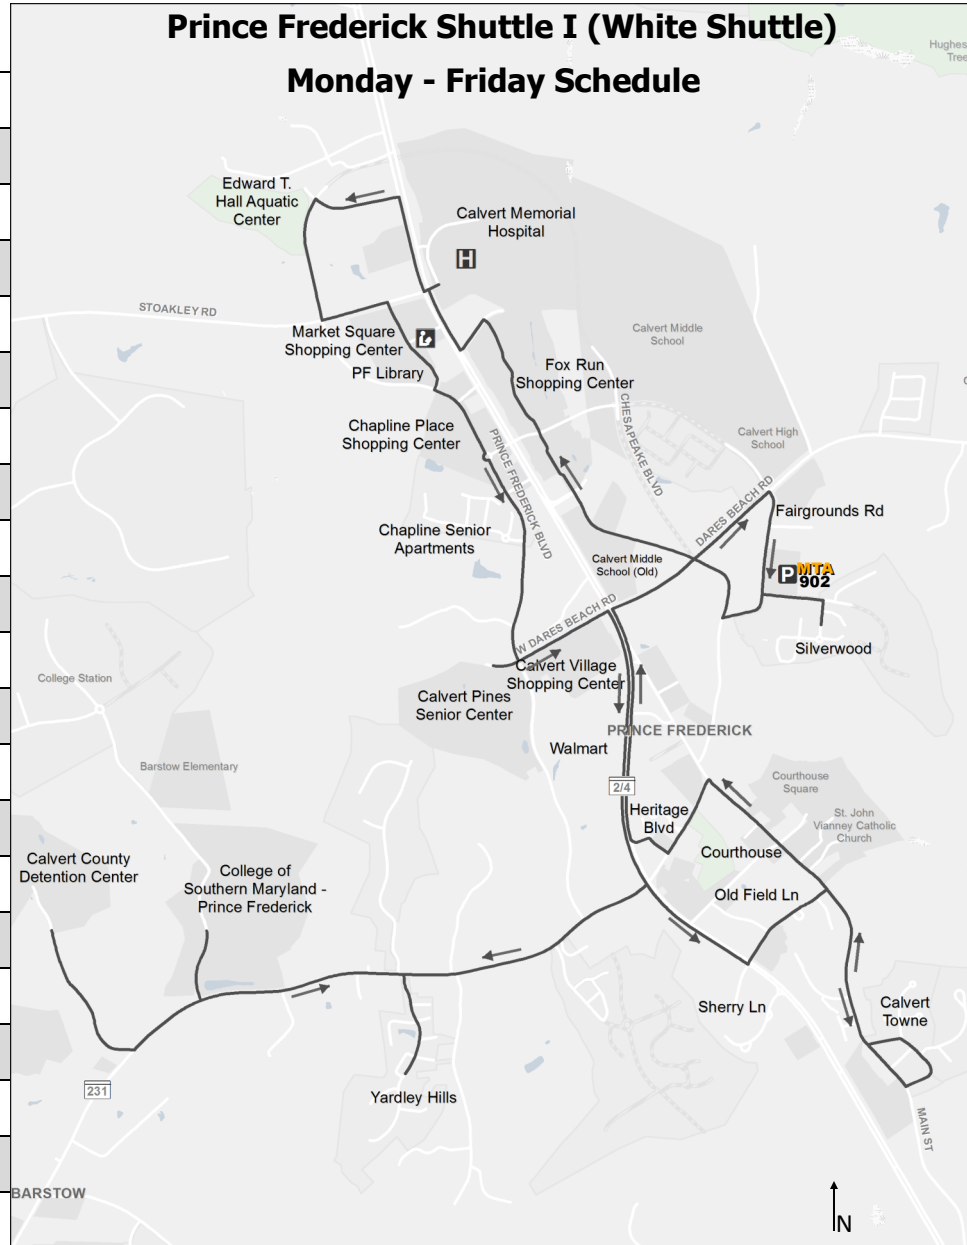 Prince Frederick Shuttle I (White Shuttle)
Monday - Friday Schedule
Hughes
Tree
Edward T.
Hall Aquatic
Center
Calvert Memorial
Hospital
H
STOAKLEY RD
Market Square
Shopping Center
PF Library
Calvert Middle
School
Fox Run
Shopping Center
CHESAPEAKE BLVD
Chapline Place
Shopping Center
PRINCE FREDERICK BLVD
Calvert High
School
DARES BEACH RD
Fairgrounds Rd
Chapline Senior
Apartments
Calvert Middle
School (Old)
P MTA
902
W DARES BEACH RD
Silverwood
Calvert Village
Shopping Center
College Station
Calvert Pines
Senior Center
PRINCE FREDERICK
Walmart
Barstow Elementary
2/4
Courthouse
Square
Heritage
Blvd
St. John
Vianney Catholic
Church
Calvert County
Detention Center
College of
Southern Maryland -
Prince Frederick
Courthouse
Old Field Ln
Sherry Ln
Calvert
Towne
231
Yardley Hills
MAIN ST
BARSTOW
N